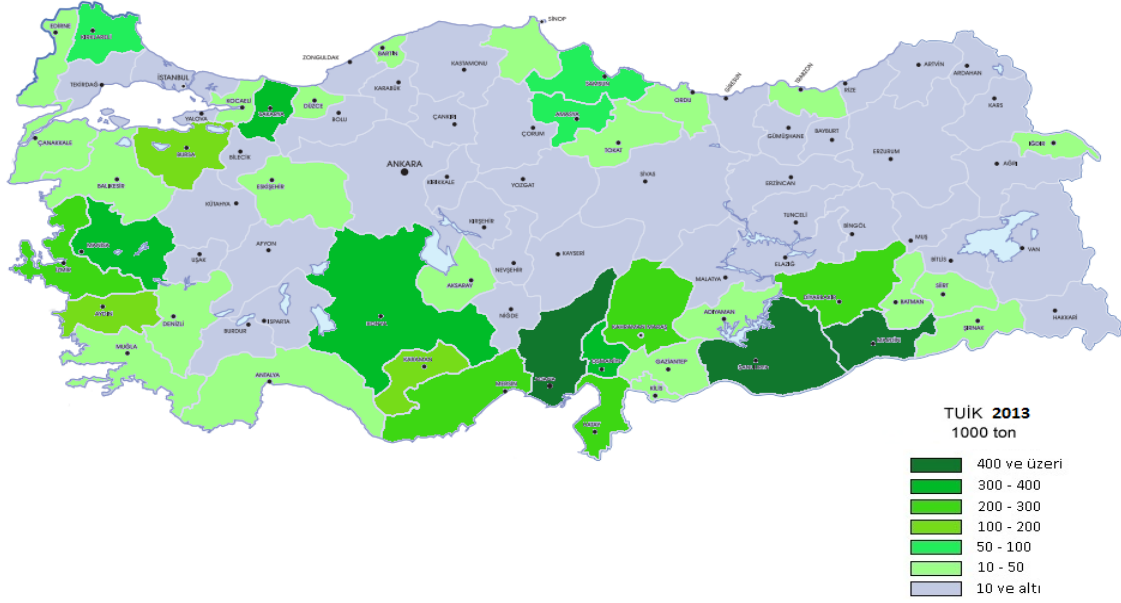 SİNOP
EDİRNE
KIRKLARELİ
BARTIN
ZONGULDAK
KASTAMONU
ARTVİN
ARDAHAN
TEKİRDAĞ
İSTANBUL
KARABÜK
SAMSUN
ORDU
GİRESUN
TRABZON
RİZE
KOCAELİ
SAKARYA
DÜZCE
KARS
YALOVA
BOLU
ÇANKIRI
ÇORUM
AMASYA
GÜMÜŞHANE
BAYBURT
ÇANAKKALE
BURSA
BİLECİK
TOKAT
ERZURUM
IĞDIR
ANKARA
AĞRI
BALIKESİR
ESKİŞEHİR
KIRIKKALE
YOZGAT
SİVAS
ERZİNCAN
KÜTAHYA
KIRŞEHİR
TUNCELİ
BİNGÖL
MUŞ
MANİSA
UŞAK
AFYON
KAYSERİ
VAN
İZMİR
NEVŞEHİR
ELAZIĞ
BİTLİS
AKSARAY
MALATYA
SİİRT
AYDIN
DİYARBAKIR
BATMAN
DENİZLİ
BURDUR
ISPARTA
KONYA
NİĞDE
ADIYAMAN
HAKKARİ
KAHRAMAN MARAŞ
ŞIRNAK
MUĞLA
KARAMAN
GAZİANTEP
MARDİN
ANTALYA
MERSİN
KİLİS
HATAY
TUİK 2013
1000 ton
400 ve üzeri
300 - 400
200 - 300
100 - 200
50 - 100
10 - 50
10 ve altı